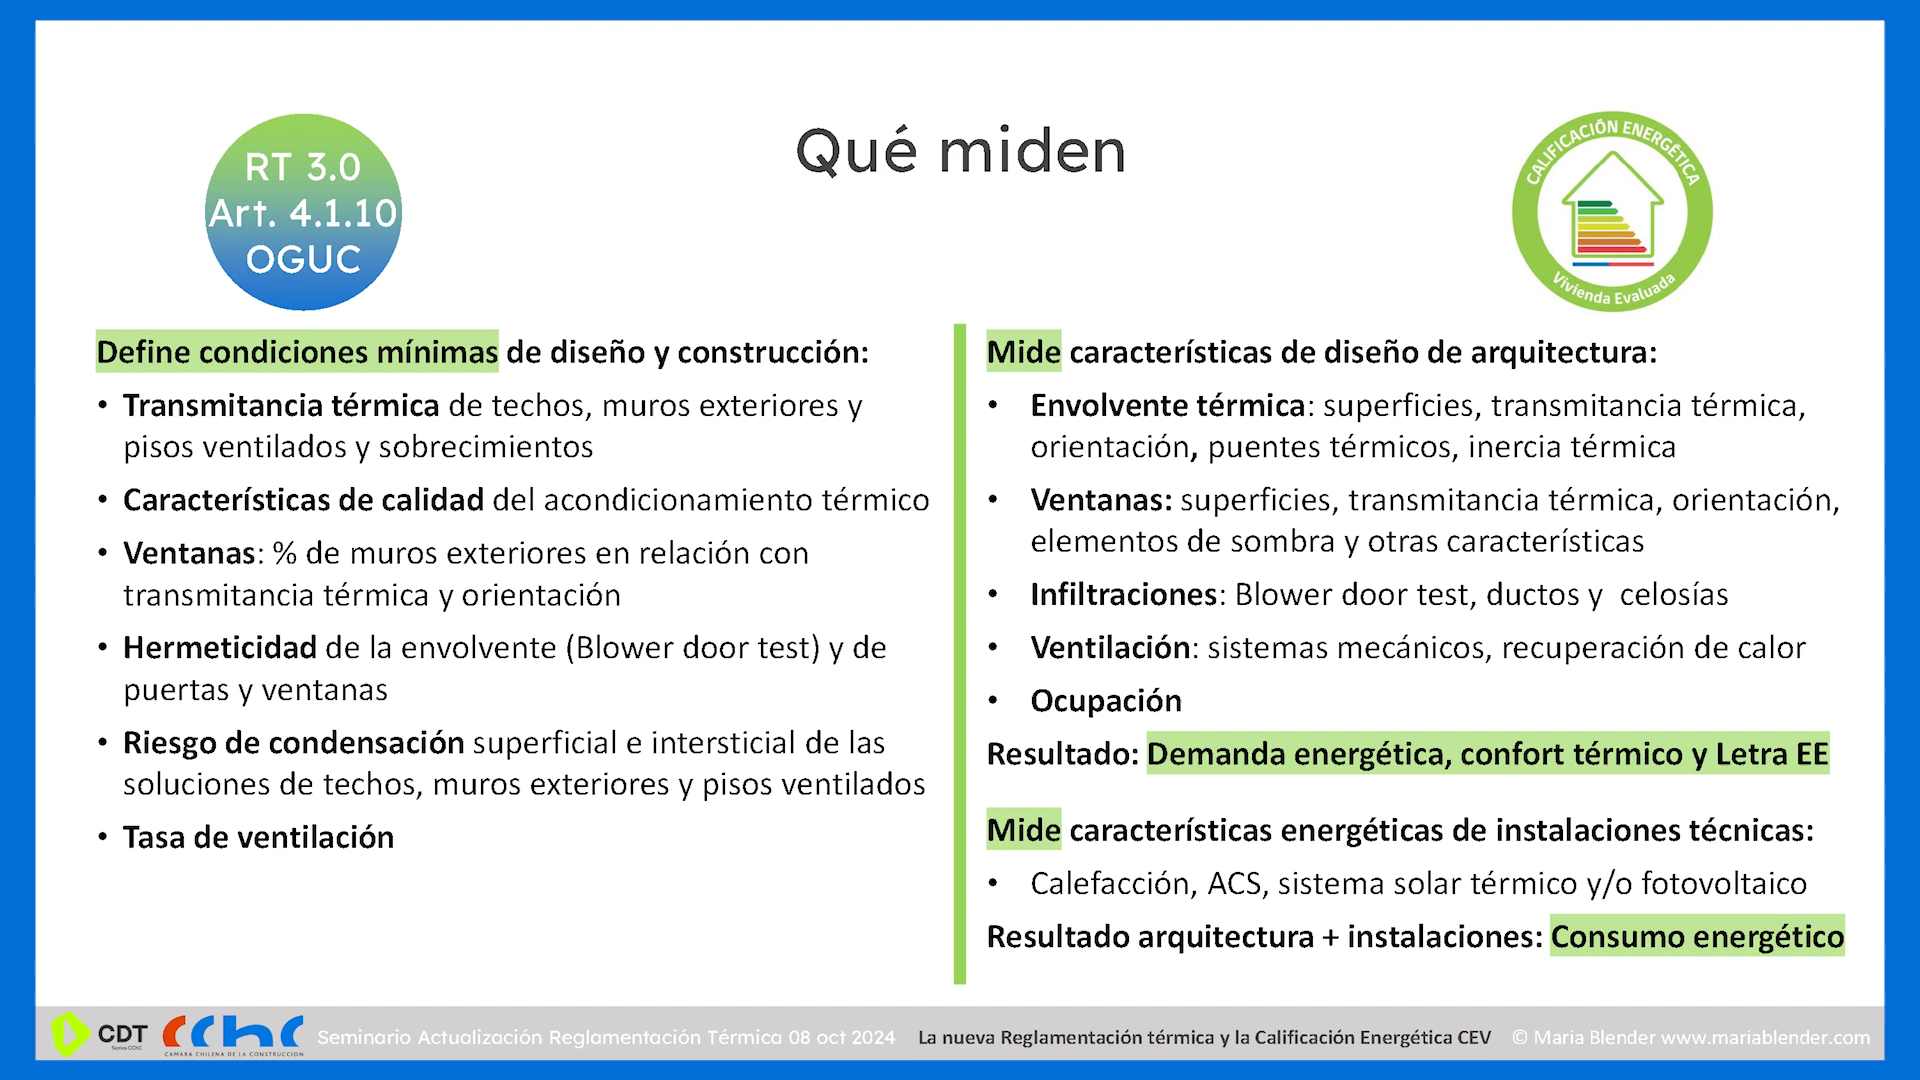 Qué miden
RT 3.0
Art. 4.1.10
OGUC
CALIFICACIÓN ENERGÉTICA
Vivienda Evaluada
Define condiciones mínimas de diseño y construcción:
• Transmitancia térmica de techos, muros exteriores y
pisos ventilados y sobrecimientos
• Características de calidad del acondicionamiento térmico
• Ventanas: % de muros exteriores en relación con
transmitancia térmica y orientación
• Hermeticidad de la envolvente (Blower door test) y de
puertas y ventanas
• Riesgo de condensación superficial e intersticial de las
soluciones de techos, muros exteriores y pisos ventilados
• Tasa de ventilación
Mide características de diseño de arquitectura:
• Envolvente térmica: superficies, transmitancia térmica,
orientación, puentes térmicos, inercia térmica
• Ventanas: superficies, transmitancia térmica, orientación,
elementos de sombra y otras características
• Infiltraciones: Blower door test, ductos y celosías
• Ventilación: sistemas mecánicos, recuperación de calor
• Ocupación
Resultado: Demanda energética, confort térmico y Letra EE
Mide características energéticas de instalaciones técnicas:
• Calefacción, ACS, sistema solar térmico y/o fotovoltaico
Resultado arquitectura + instalaciones: Consumo energético
CDT
Somos CChC
cchc
CAMARA CHILENA DE LA CONSTRUCCION
Seminario Actualización Reglamentación Térmica 08 oct 2024
La nueva Reglamentación térmica y la Calificación Energética CEV
© Maria Blender www.mariablender.com